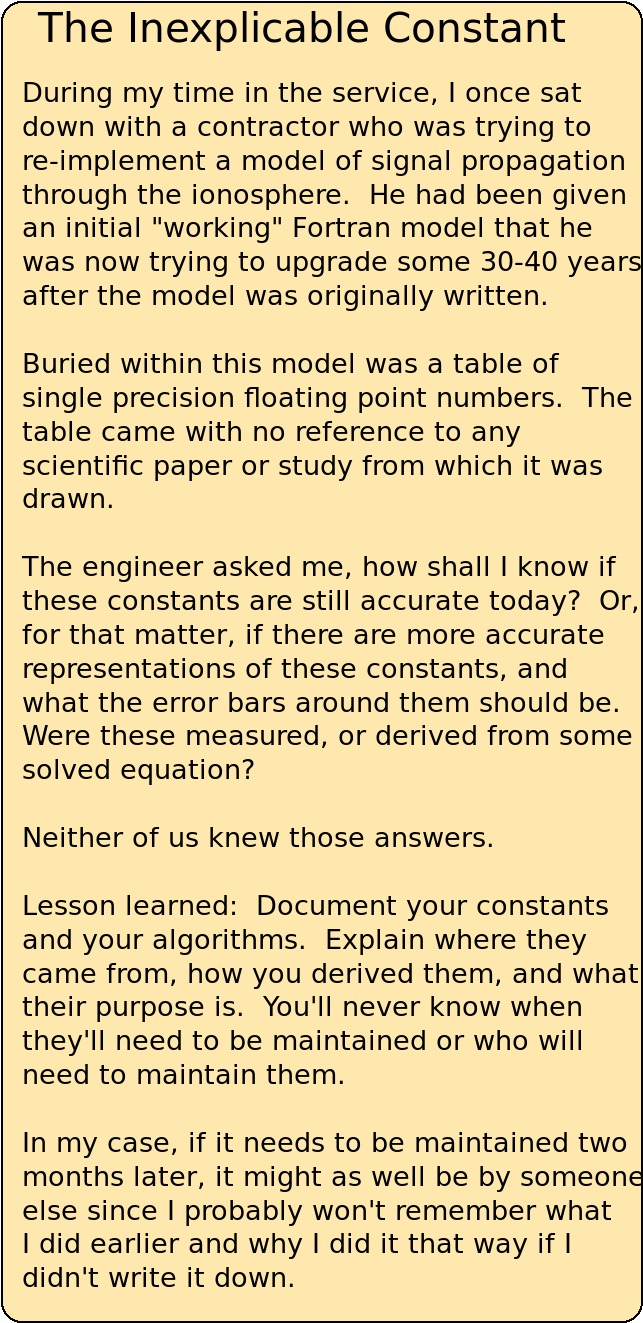 The Inexplicable Constant
During my time in the service, I once sat
down with a contractor who was trying to
re-implement a model of signal propagation
through the ionosphere.  He had been given
an initial "working" Fortran model that he
was now trying to upgrade some 30-40 years
after the model was originally written.
Buried within this model was a table of
single precision floating point numbers.  The
table came with no reference to any
scientific paper or study from which it was
drawn.
The engineer asked me, how shall I know if
these constants are still accurate today?  Or,
for that matter, if there are more accurate
representations of these constants, and
what the error bars around them should be.
Were these measured, or derived from some
solved equation?
Neither of us knew those answers.
Lesson learned:  Document your constants
and your algorithms.  Explain where they
came from, how you derived them, and what
their purpose is.  You'll never know when
they'll need to be maintained or who will
need to maintain them.
In my case, if it needs to be maintained two
months later, it might as well be by someone
else since I probably won't remember what
I did earlier and why I did it that way if I
didn't write it down.